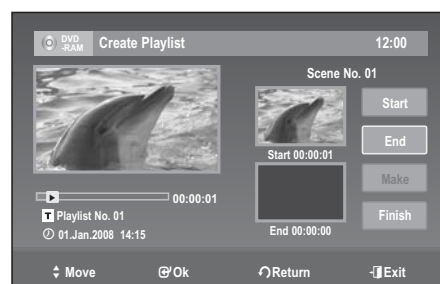 DVD
-RAM
Create Playlist
12:00
Scene No. 01
Start
Start 00:00:01
End
00:00:01
Make
T Playlist No. 01
01.Jan.2008 14:15
End 00:00:00
Finish
Move Ok Return Exit